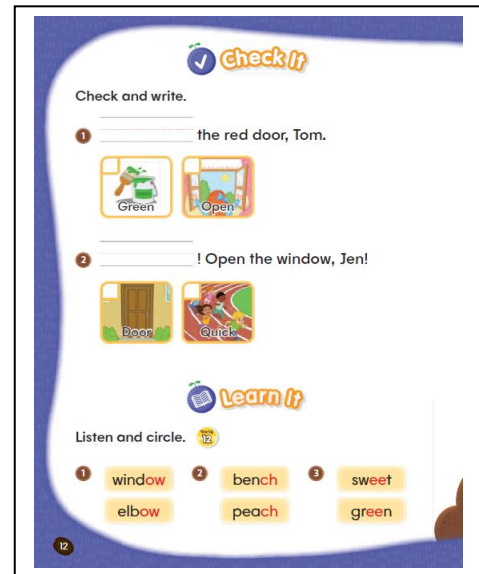 Check It
Check and write.
1 the red door, Tom.
Green Open
2 ! Open the window, Jen!
Door Quick
Learn It
Listen and circle. Track 12
1 window 2 bench 3 sweet
elbow peach green
12